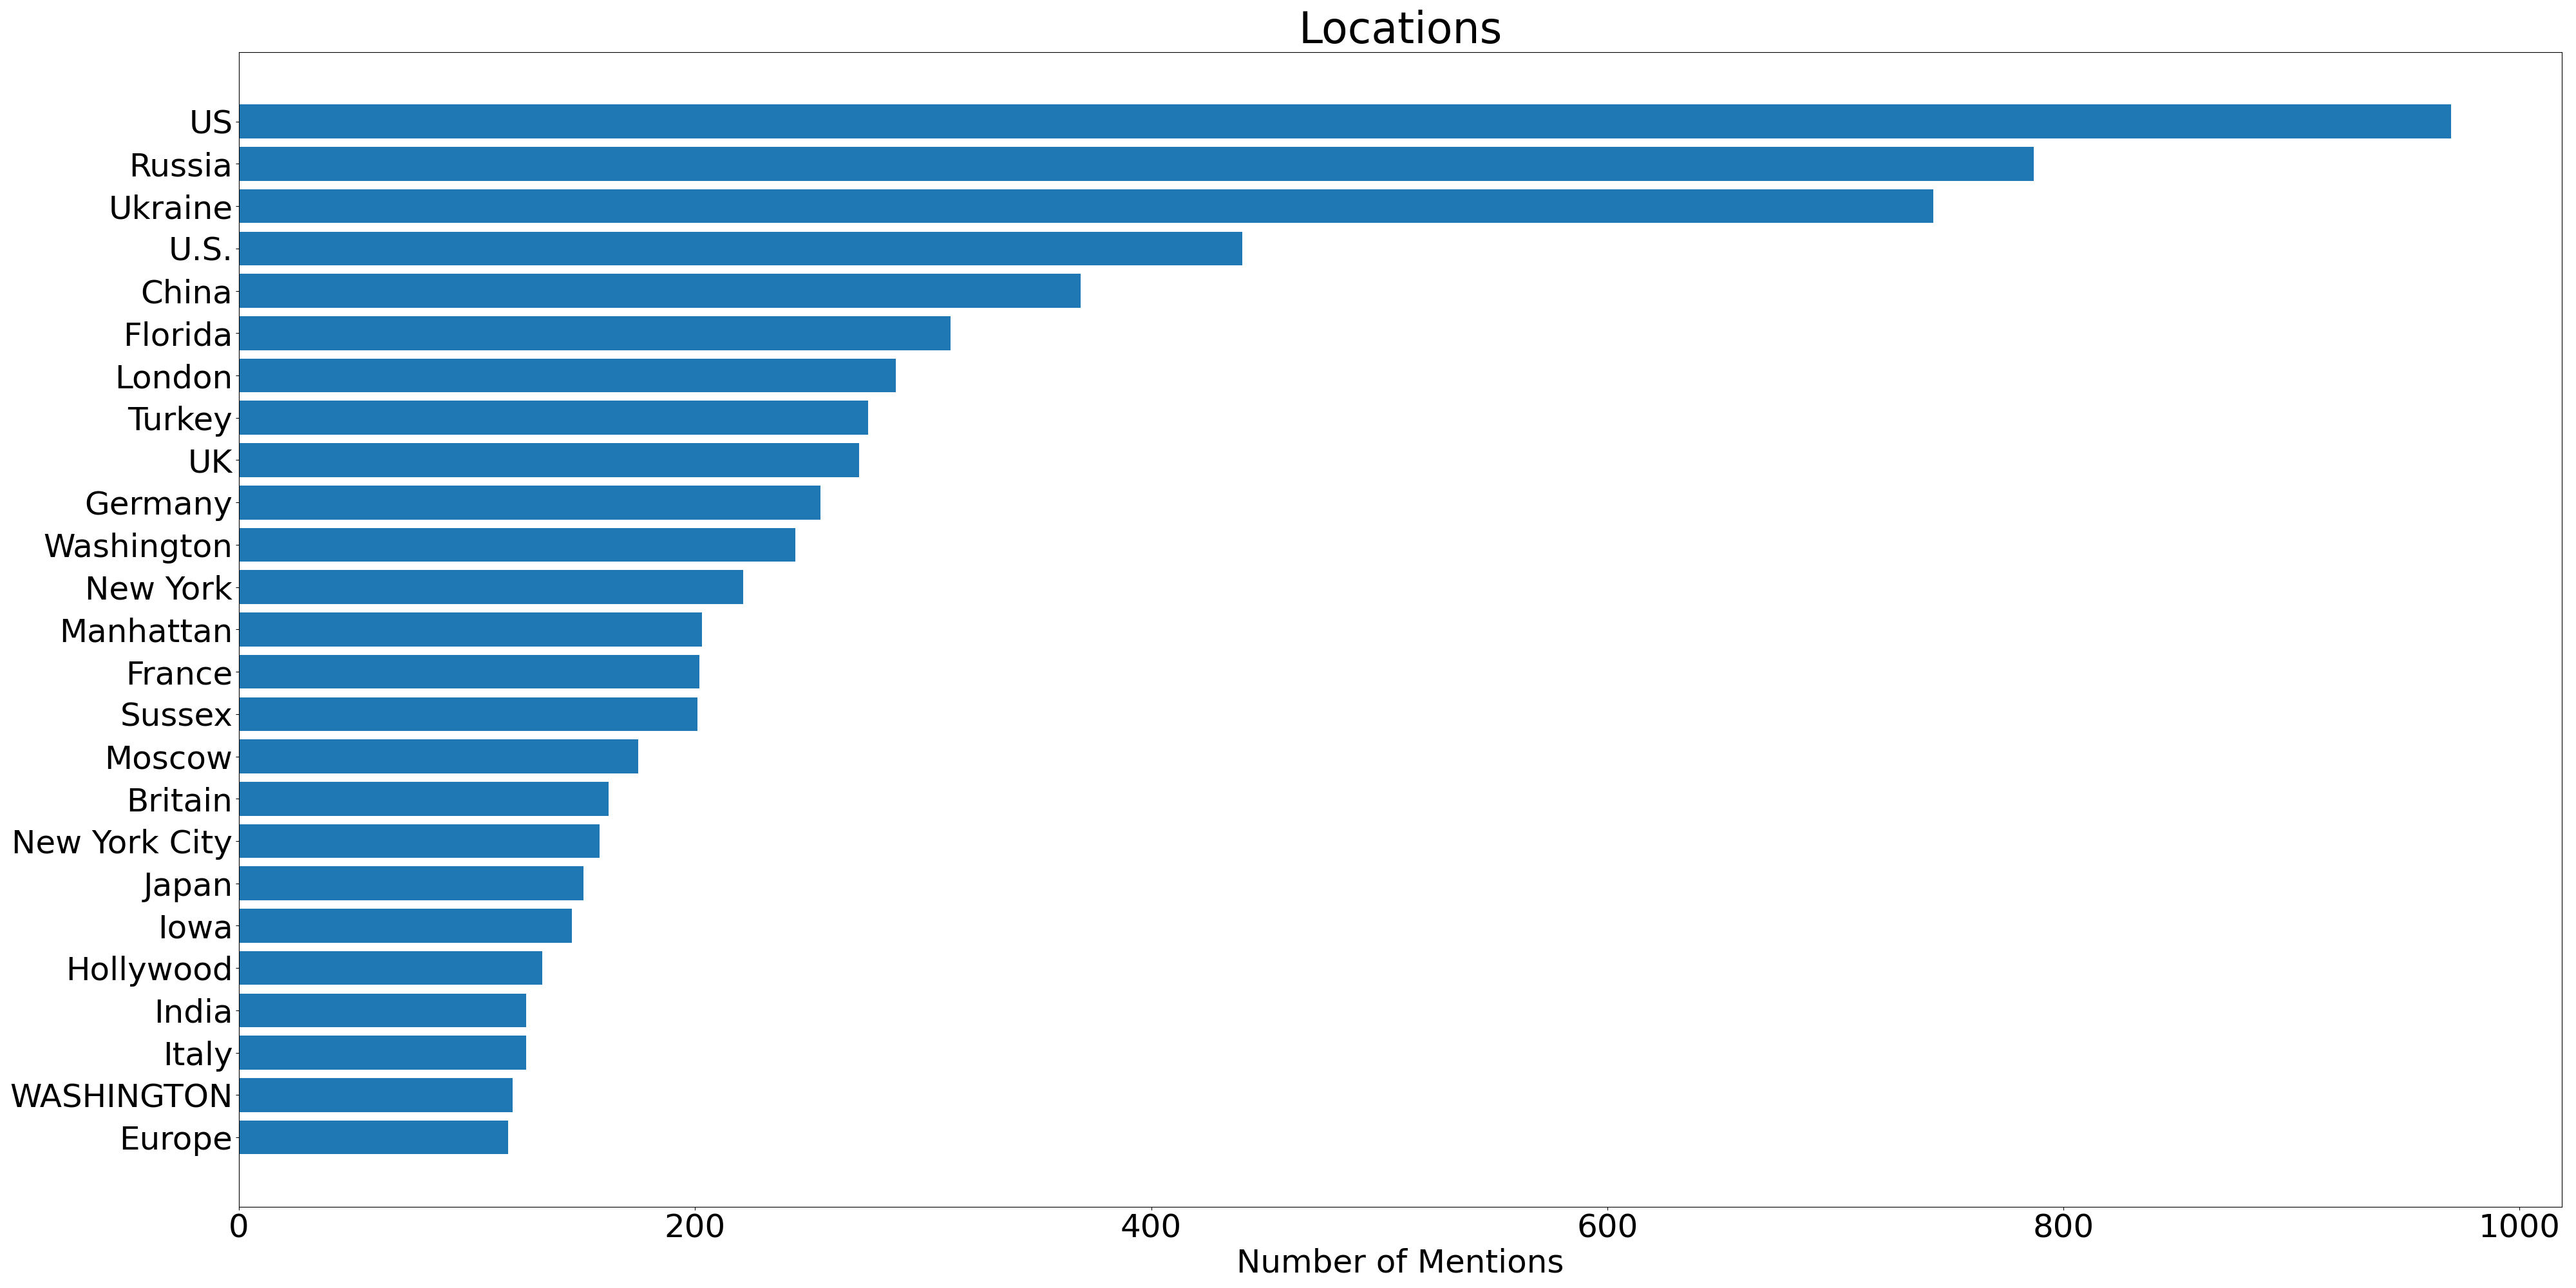 Locations
US
Russia
Ukraine
U.S.
China
Florida
London
Turkey
UK
Germany
Washington
New York
Manhattan
France
Sussex
Moscow
Britain
New York City
Japan
Iowa
Hollywood
India
Italy
WASHINGTON
Europe
0 200 400 600 800 1000
Number of Mentions